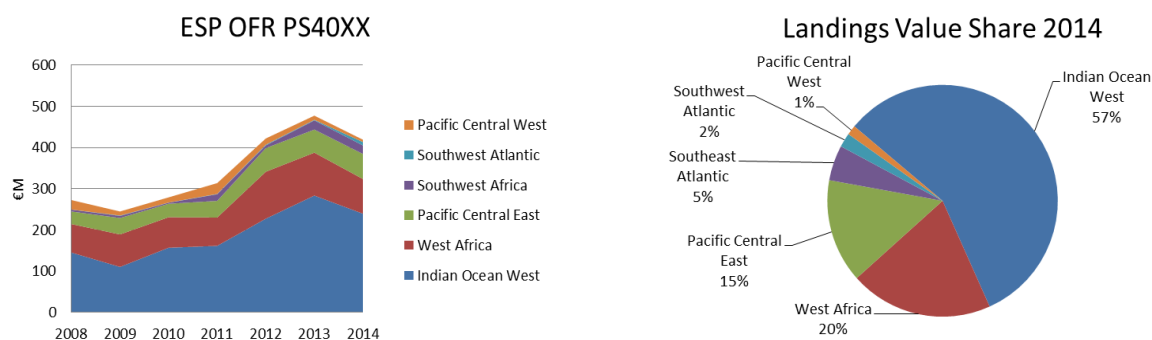 ESP OFR PS40XX
€M
600
500
400
300
200
100
0
2008 2009 2010 2011 2012 2013 2014
Pacific Central West
Southwest Atlantic
Southwest Africa
Pacific Central East
West Africa
Indian Ocean West
Landings Value Share 2014
Pacific Central
West
1%
Southwest
Atlantic
2%
Southeast
Atlantic
5%
Pacific Central
East
15%
West Africa
20%
Indian Ocean
West
57%